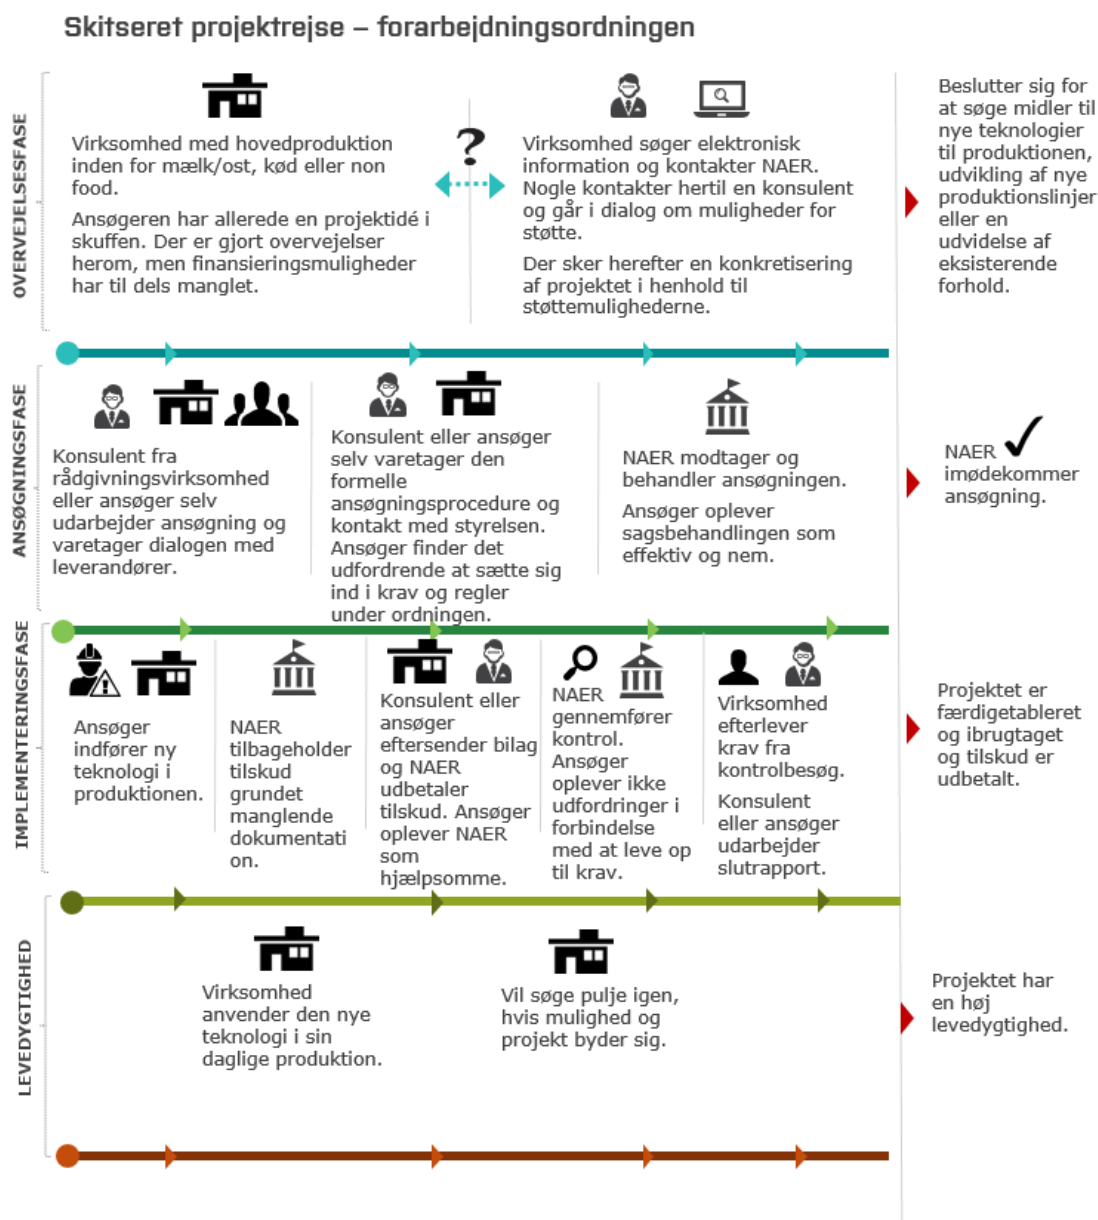 Skitseret projektrejse – forarbejdningsordningen
OVERVEJELSESFASE
Virksomhed med hovedproduktion
inden for mælk/ost, kød eller non
food.
Ansøgeren har allerede en projektidé i
skuffen. Der er gjort overvejelser
herom, men finansieringsmuligheder
har til dels manglet.
?
Virksomhed søger elektronisk
information og kontakter NAER.
Nogle kontakter hertil en konsulent
og går i dialog om muligheder for
støtte.
Der sker herefter en konkretisering
af projektet i henhold til
støttemulighederne.
Beslutter sig for
at søge midler til
nye teknologier
til produktionen,
udvikling af nye
produktionslinjer
eller en
udvidelse af
eksisterende
forhold.
ANSØGNINGSFASE
Konsulent fra
rådgivningsvirksomhed
eller ansøger selv
udarbejder ansøgning og
varetager dialogen med
leverandører.
Konsulent eller ansøger
selv varetager den
formelle
ansøgningsprocedure og
kontakt med styrelsen.
Ansøger finder det
udfordrende at sætte sig
ind i krav og regler
under ordningen.
NAER modtager og
behandler ansøgningen.
Ansøger oplever
sagsbehandlingen som
effektiv og nem.
NAER
imødekommer
ansøgning.
IMPLEMENTERINGSFASE
Ansøger
indfører ny
teknologi i
produktionen.
NAER
tilbageholder
tilskud
grundet
manglende
dokumentati
on.
Konsulent eller
ansøger
eftersender bilag
og NAER
udbetaler
tilskud. Ansøger
oplever NAER
som
hjælpsomme.
NAER
gennemfører
kontrol.
Ansøger
oplever ikke
udfordringer i
forbindelse
med at leve op
til krav.
Virksomhed
efterlever
krav fra
kontrolbesøg.
Konsulent
eller ansøger
udarbejder
slutrapport.
Projektet er
færdigetableret
og ibrugtaget
og tilskud er
udbetalt.
LEVEDYGTIGHED
Virksomhed
anvender den nye
teknologi i sin
daglige produktion.
Vil søge pulje igen,
hvis mulighed og
projekt byder sig.
Projektet har
en høj
levedygtighed.